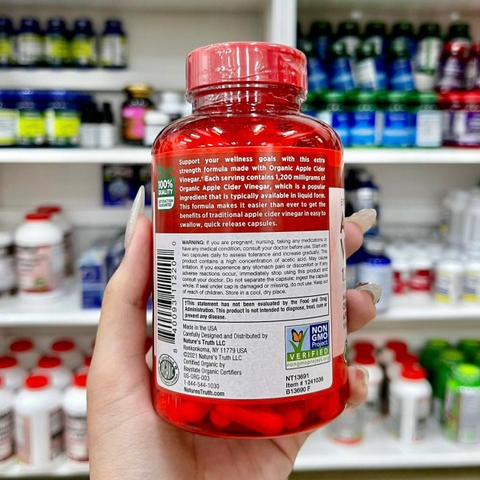 100%
QUALITY
Support your wellness goals with this extra
strength formula made with Organic Apple Cider
Vinegar.† Each serving contains 1,200 milligrams of
Organic Apple Cider Vinegar, which is a popular
ingredient that is typically available in liquid form.
This formula makes it easier than ever to get the
benefits of traditional apple cider vinegar in easy to
swallow, quick release capsules.
WARNING: If you are pregnant, nursing, taking any medications or
have any medical condition, consult your doctor before use. Start with
two capsules daily to assess tolerance and increase gradually. This
product contains a high concentration of acetic acid. May cause
irritation. If you experience any stomach pain or discomfort or if any
adverse reactions occur, immediately stop using this product and
consult your doctor. Do not separate the capsule; ingest the capsule
whole. If seal under cap is damaged or missing, do not use. Keep out
of reach of children. Store in a cool, dry place.
†This statement has not been evaluated by the Food and Drug
Administration. This product is not intended to diagnose, treat, cure or
prevent any disease.
Made in the USA
Carefully Designed and Distributed by
Nature's Truth LLC
Ronkonkoma, NY 11779 USA
©2021 Nature's Truth LLC
Certified Organic by
Baystate Organic Certifiers
US-ORG-003
1-844-544-1030
NaturesTruth.com
NON
GMO
Project
VERIFIED
nongmoproject.org
NT13691
Item # 1241036
B13690 F